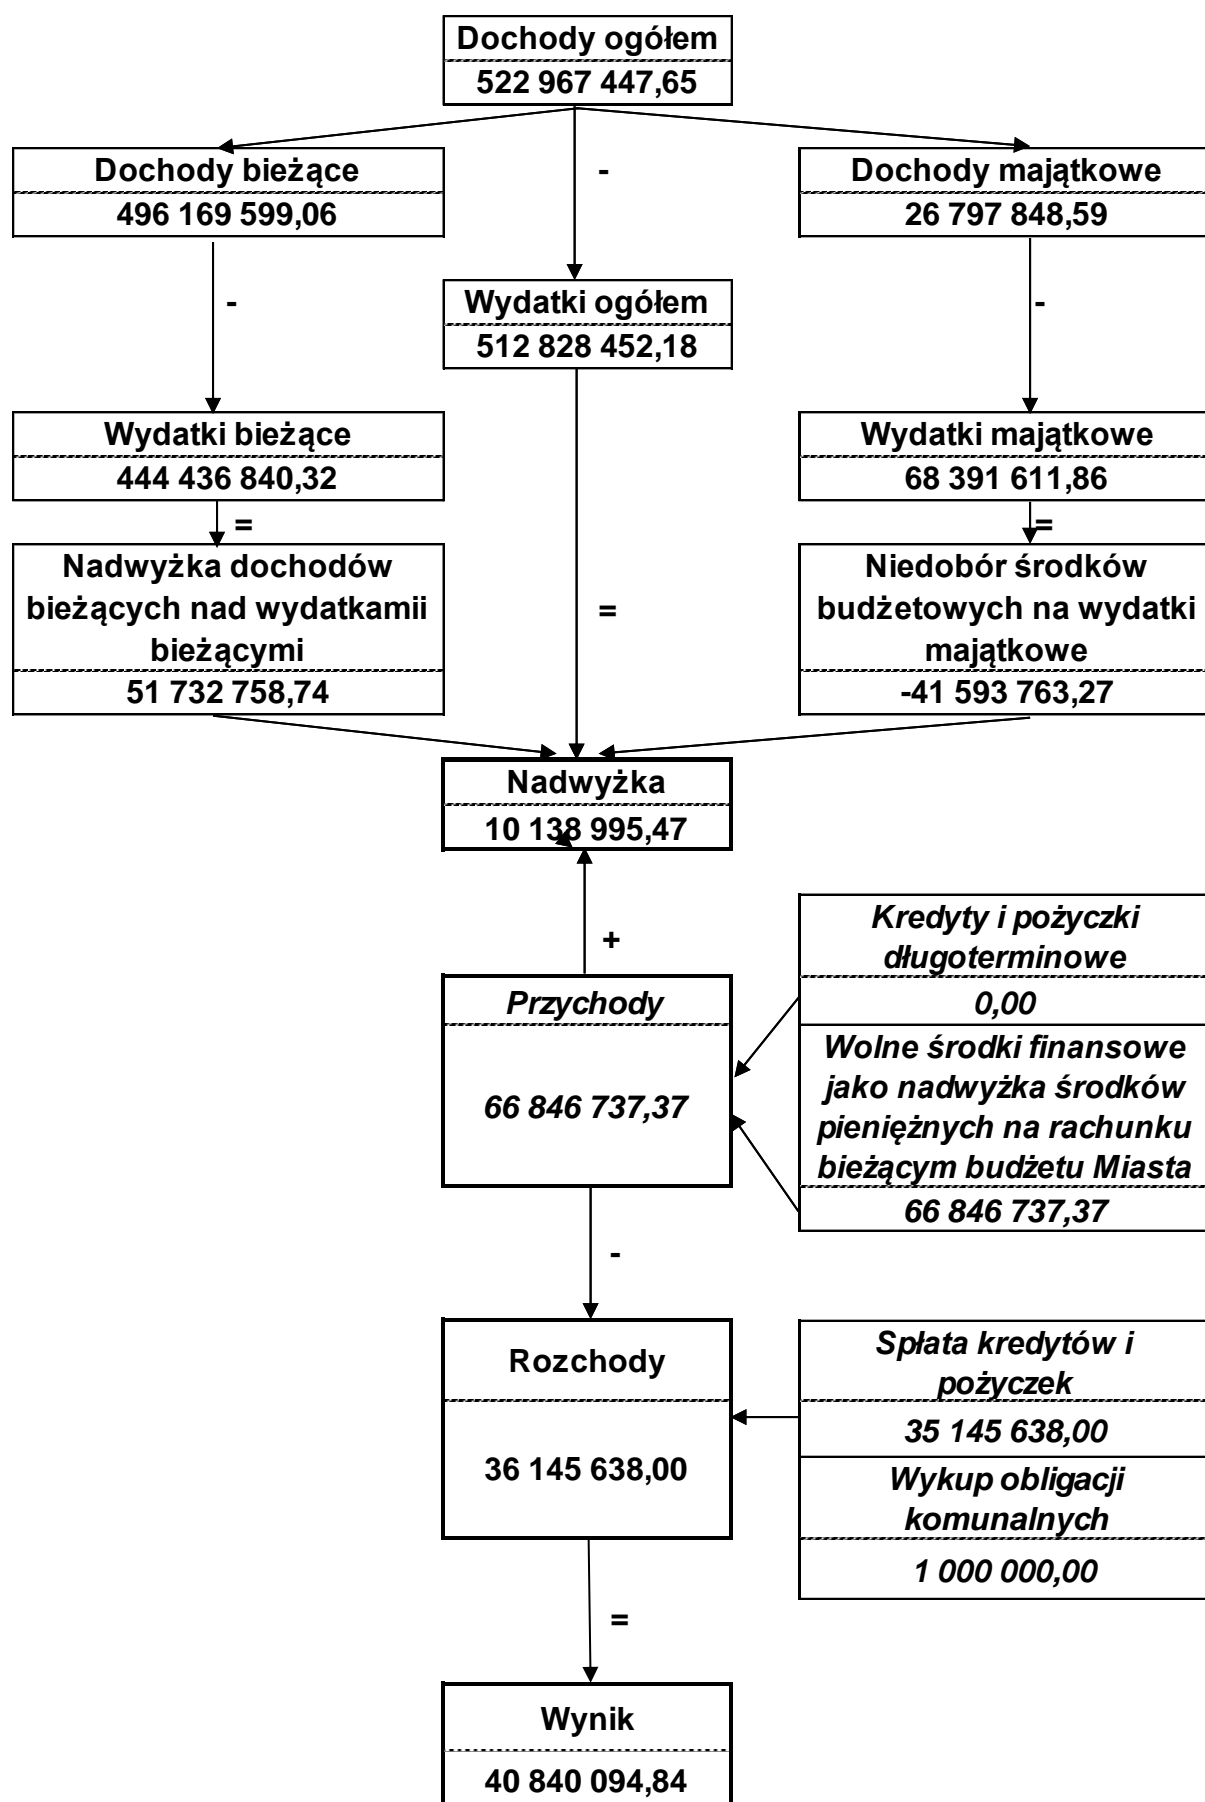 Dochody ogółem
522 967 447,65
Dochody bieżące
-
Dochody majątkowe
496 169 599,06
26 797 848,59
-
Wydatki ogółem
-
512 828 452,18
Wydatki bieżące
Wydatki majątkowe
444 436 840,32
68 391 611,86
=
=
Nadwyżka dochodów
bieżących nad wydatkamii
bieżącymi
51 732 758,74
=
Niedobór środków
budżetowych na wydatki
majątkowe
-41 593 763,27
Nadwyżka
10 138 995,47
+
Przychody
66 846 737,37
Kredyty i pożyczki
długoterminowe
0,00
Wolne środki finansowe
jako nadwyżka środków
pieniężnych na rachunku
bieżącym budżetu Miasta
66 846 737,37
-
Rozchody
36 145 638,00
Spłata kredytów i
pożyczek
35 145 638,00
Wykup obligacji
komunalnych
1 000 000,00
=
Wynik
40 840 094,84